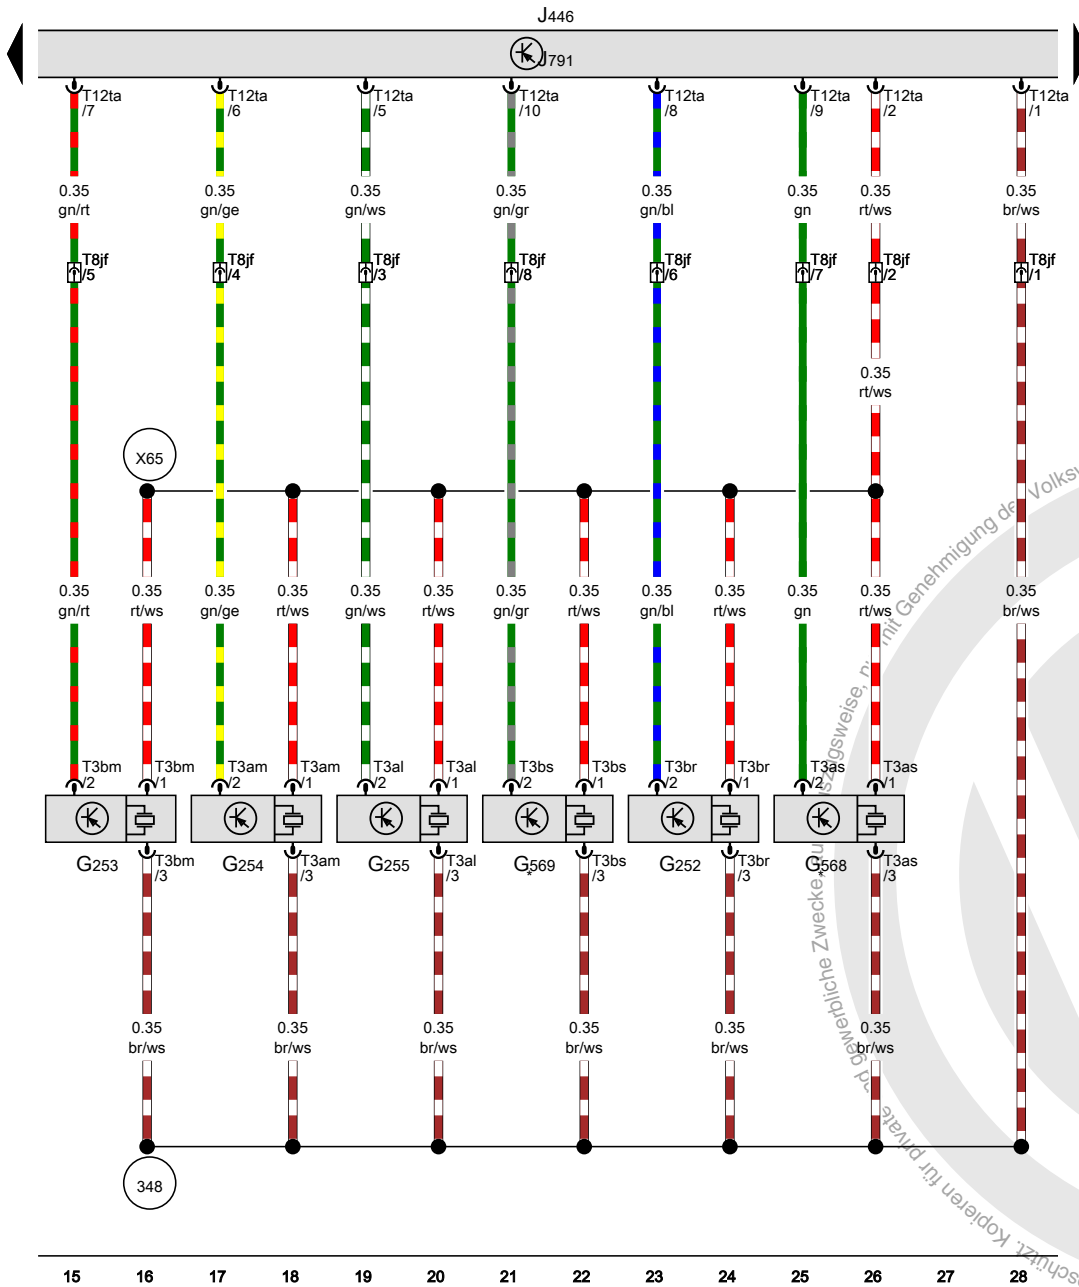 J446
J791
T12ta /7
T12ta /6
T12ta /5
T12ta /10
T12ta /8
T12ta /9
T12ta /2
T12ta /1
0.35 gn/rt
0.35 gn/ge
0.35 gn/ws
0.35 gn/gr
0.35 gn/bl
0.35 gn
0.35 rt/ws
0.35 br/ws
T8jf /5
T8jf /4
T8jf /3
T8jf /8
T8jf /6
T8jf /7
T8jf /2
T8jf /1
0.35 rt/ws
X65
0.35 gn/rt
0.35 rt/ws
0.35 gn/ge
0.35 rt/ws
0.35 gn/ws
0.35 rt/ws
0.35 gn/gr
0.35 rt/ws
0.35 gn/bl
0.35 rt/ws
0.35 gn
0.35 rt/ws
0.35 br/ws
T3bm /2
T3bm /1
T3am /2
T3am /1
T3al /2
T3al /1
T3bs /2
T3bs /1
T3br /2
T3br /1
T3as /2
T3as /1
G253
T3bm /3
G254
T3am /3
G255
T3al /3
G569 *
T3bs /3
G252
T3br /3
G568 *
T3as /3
0.35 br/ws
0.35 br/ws
0.35 br/ws
0.35 br/ws
0.35 br/ws
0.35 br/ws
348
15 16 17 18 19 20 21 22 23 24 25 26 27 28
Kopieren für private und gewerbliche Zwecke, auszugsweise, mit Genehmigung der